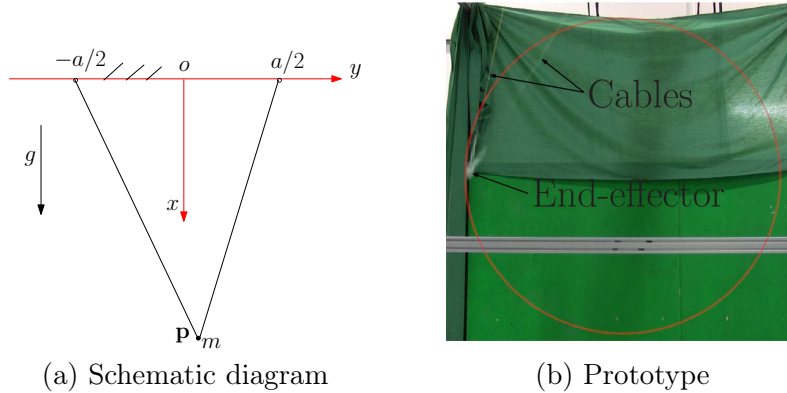 −a/2
o
a/2
y
g
x
p
m
(a) Schematic diagram
Cables
End-effector
(b) Prototype